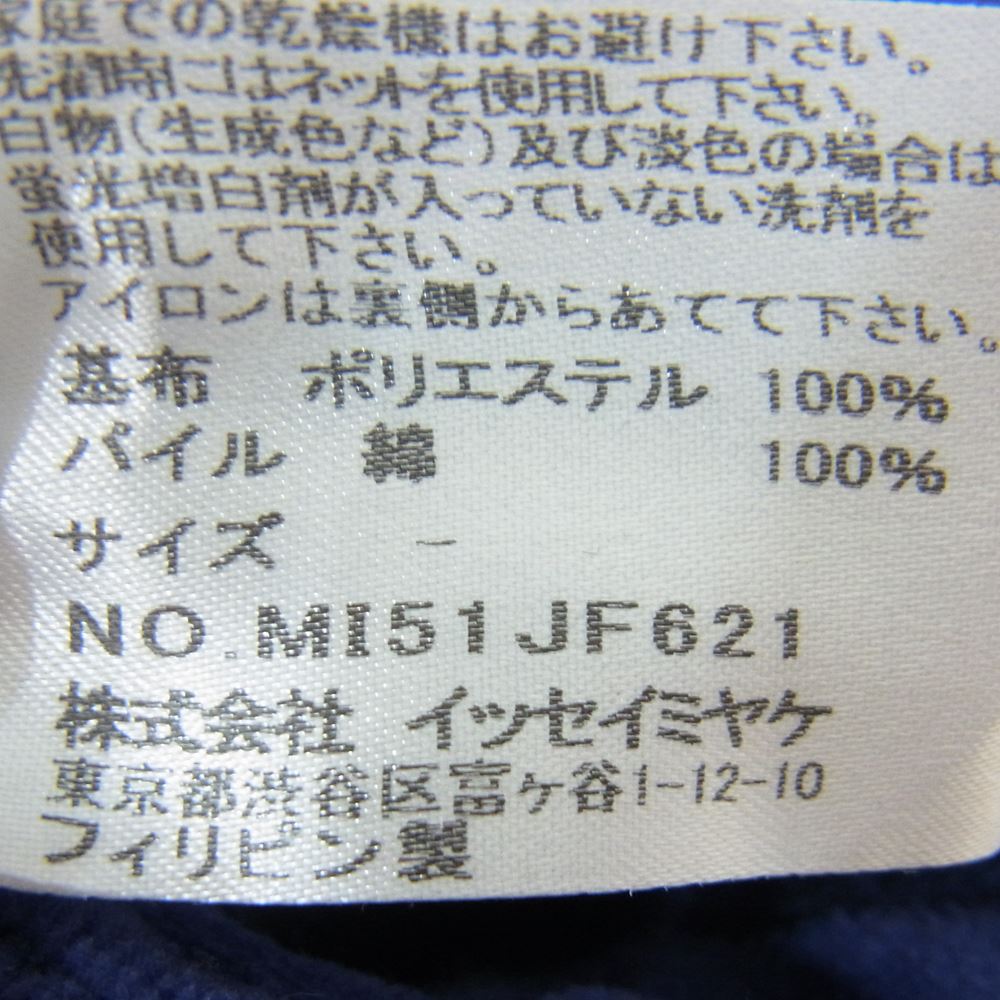 家庭での乾燥機はお避け下さい。
洗濯時にはネットを使用して下さい。
白物(生成色など)及び淡色の場合は
蛍光増白剤が入っていない洗剤を
使用して下さい。
アイロンは裏側からあてて下さい。
基布 ポリエステル 100%
パイル 綿 100%
サイズ -
NO.MI51JF621
株式会社 イッセイミヤケ
東京都渋谷区富ヶ谷1-12-10
フィリピン製